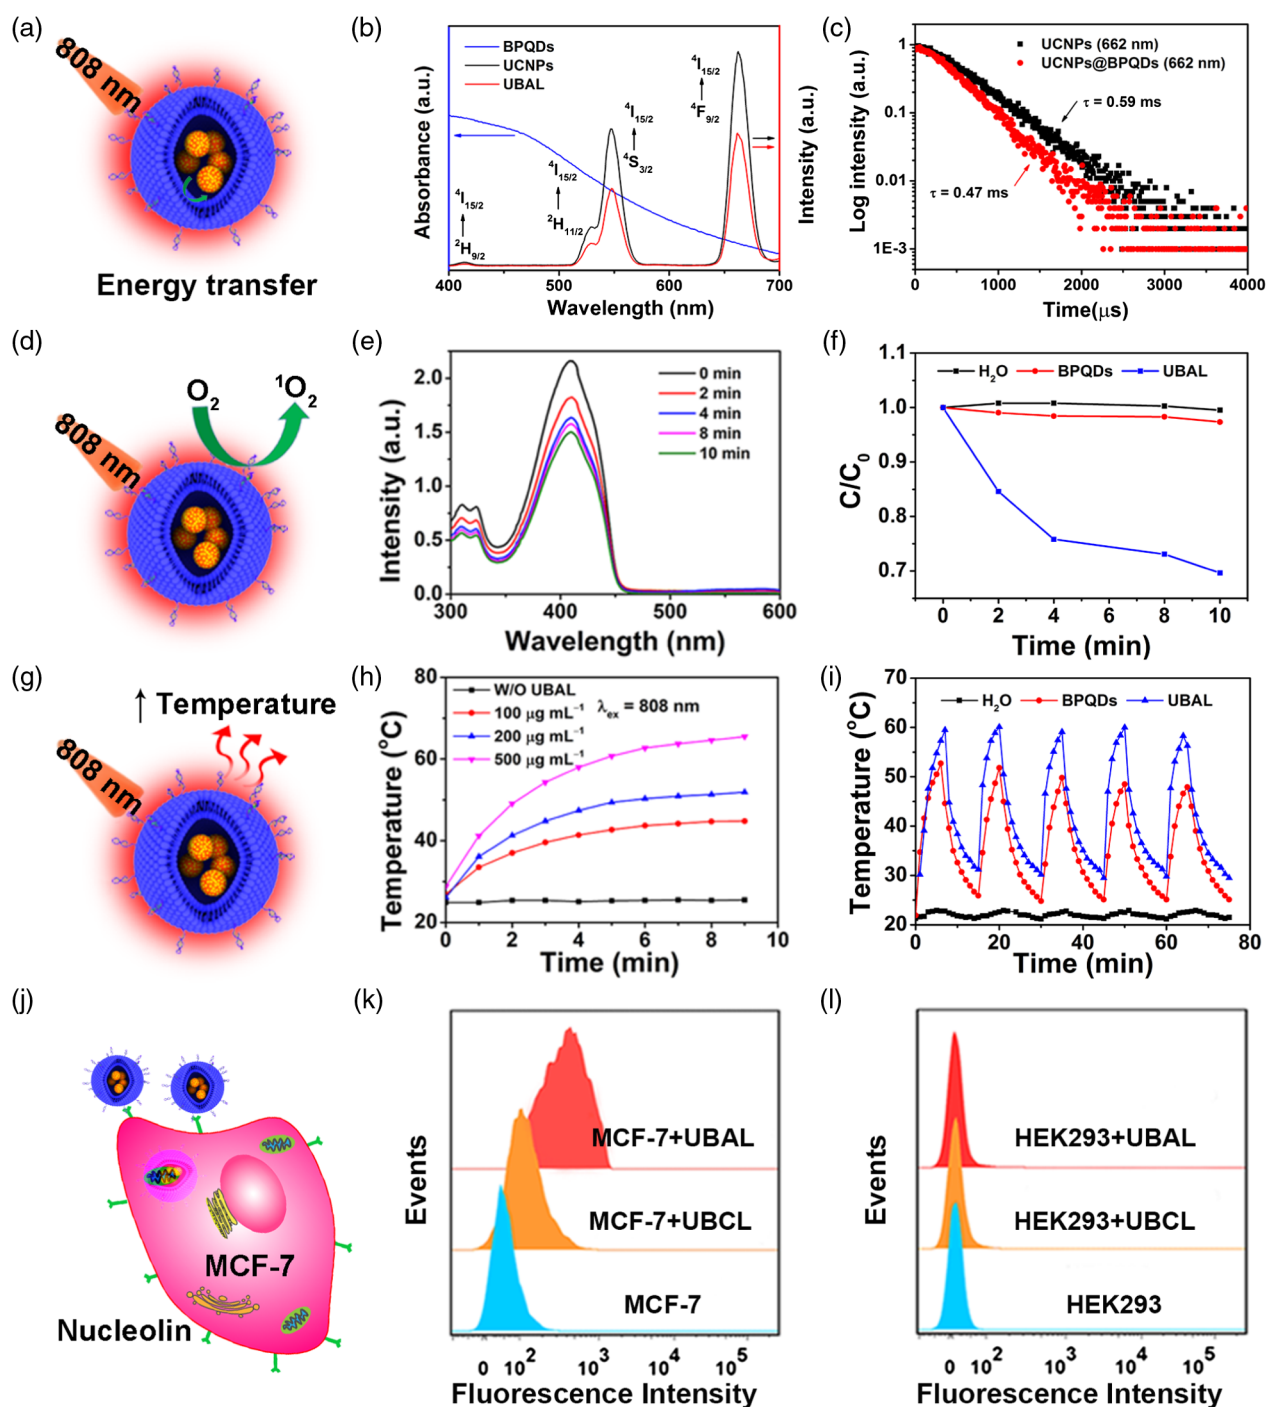 (a)
808 nm
Energy transfer
(b)
Absorbance (a.u.)
BPQDs
UCNPs
UBAL
⁴I₁₅/₂
²H₉/₂
⁴I₁₅/₂
²H₁₁/₂
⁴I₁₅/₂
⁴S₃/₂
⁴I₁₅/₂
⁴F₉/₂
Intensity (a.u.)
400 500 600 700
Wavelength (nm)
(c)
Log intensity (a.u.)
UCNPs (662 nm)
UCNPs@BPQDs (662 nm)
τ = 0.59 ms
τ = 0.47 ms
1
0.1
0.01
1E-3
0 1000 2000 3000 4000
Time(μs)
(d)
808 nm
O₂ ¹O₂
(e)
Intensity (a.u.)
2.0
1.5
1.0
0.5
0.0
0 min
2 min
4 min
8 min
10 min
300 400 500 600
Wavelength (nm)
(f)
C/C₀
1.1
1.0
0.9
0.8
0.7
H₂O BPQDs UBAL
0 2 4 6 8 10
Time (min)
(g)
↑ Temperature
808 nm
(h)
Temperature (°C)
80
60
40
20
W/O UBAL
100 μg mL⁻¹ λₑₓ = 808 nm
200 μg mL⁻¹
500 μg mL⁻¹
0 2 4 6 8 10
Time (min)
(i)
Temperature (°C)
70
60
50
40
30
20
H₂O BPQDs UBAL
0 20 40 60 80
Time (min)
(j)
MCF-7
Nucleolin
(k)
Events
MCF-7+UBAL
MCF-7+UBCL
MCF-7
0 10² 10³ 10⁴ 10⁵
Fluorescence Intensity
(l)
Events
HEK293+UBAL
HEK293+UBCL
HEK293
0 10² 10³ 10⁴ 10⁵
Fluorescence Intensity